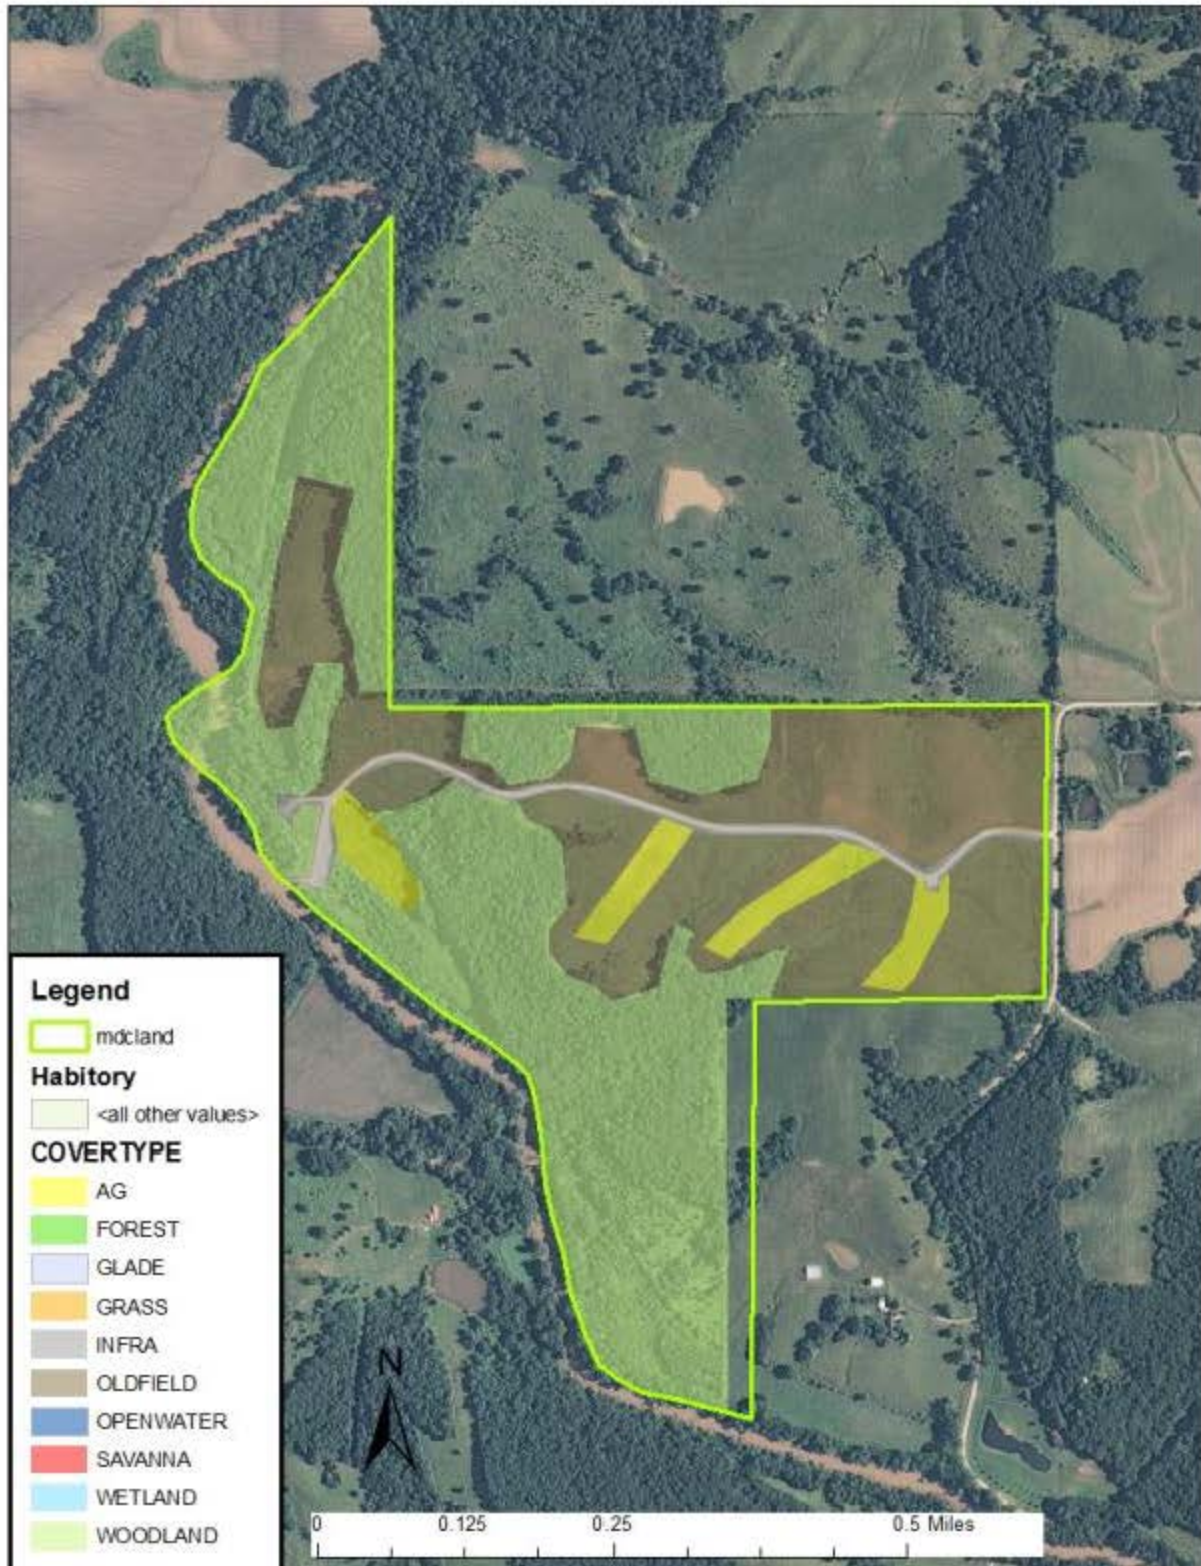 Legend
mdcland
Habitory
<all other values>
COVERTYPE
AG
FOREST
GLADE
GRASS
INFRA
OLDFIELD
OPENWATER
SAVANNA
WETLAND
WOODLAND
N
0 0.125 0.25 0.5 Miles